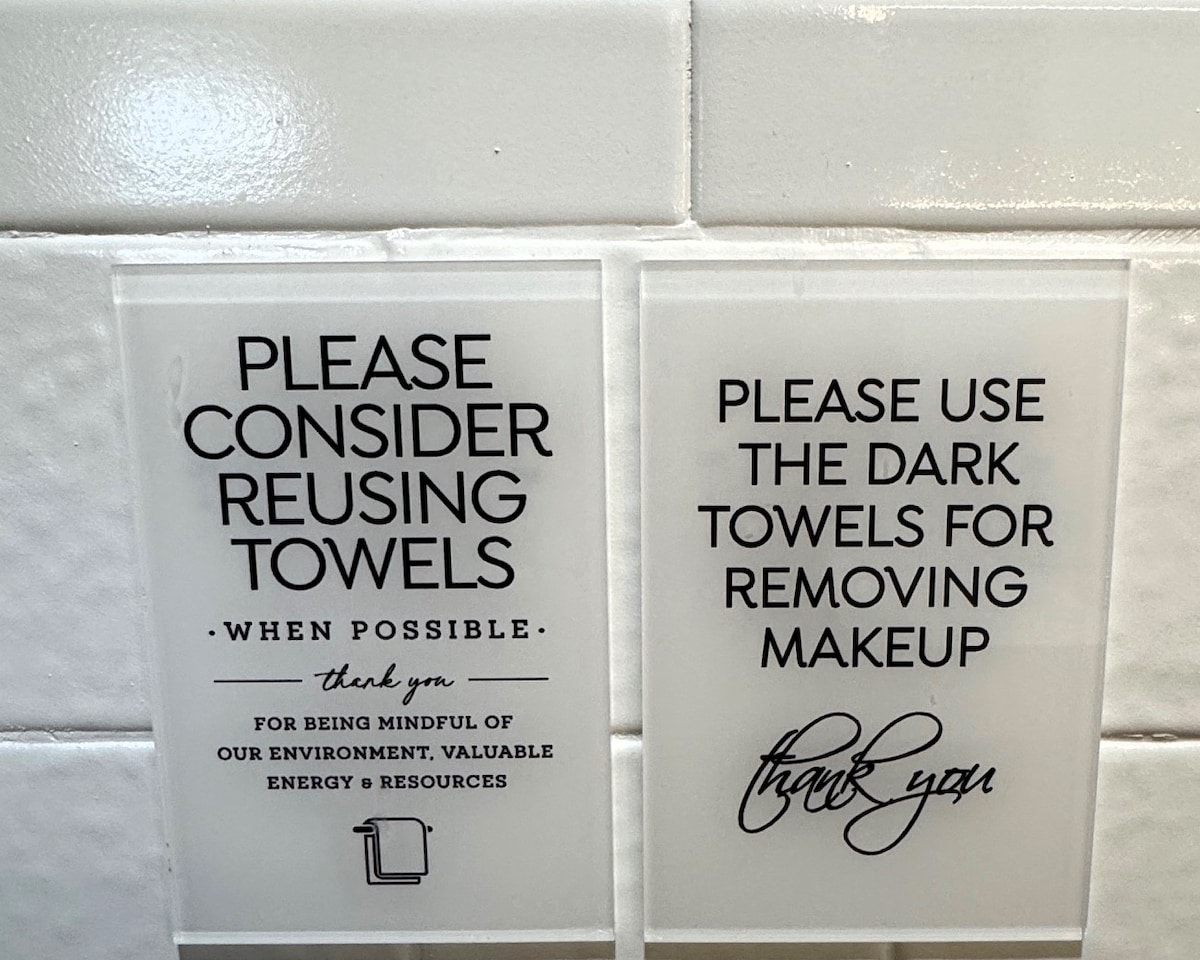 PLEASE
CONSIDER
REUSING
TOWELS
·WHEN POSSIBLE·
thank you
FOR BEING MINDFUL OF
OUR ENVIRONMENT, VALUABLE
ENERGY & RESOURCES
PLEASE USE
THE DARK
TOWELS FOR
REMOVING
MAKEUP
thank you